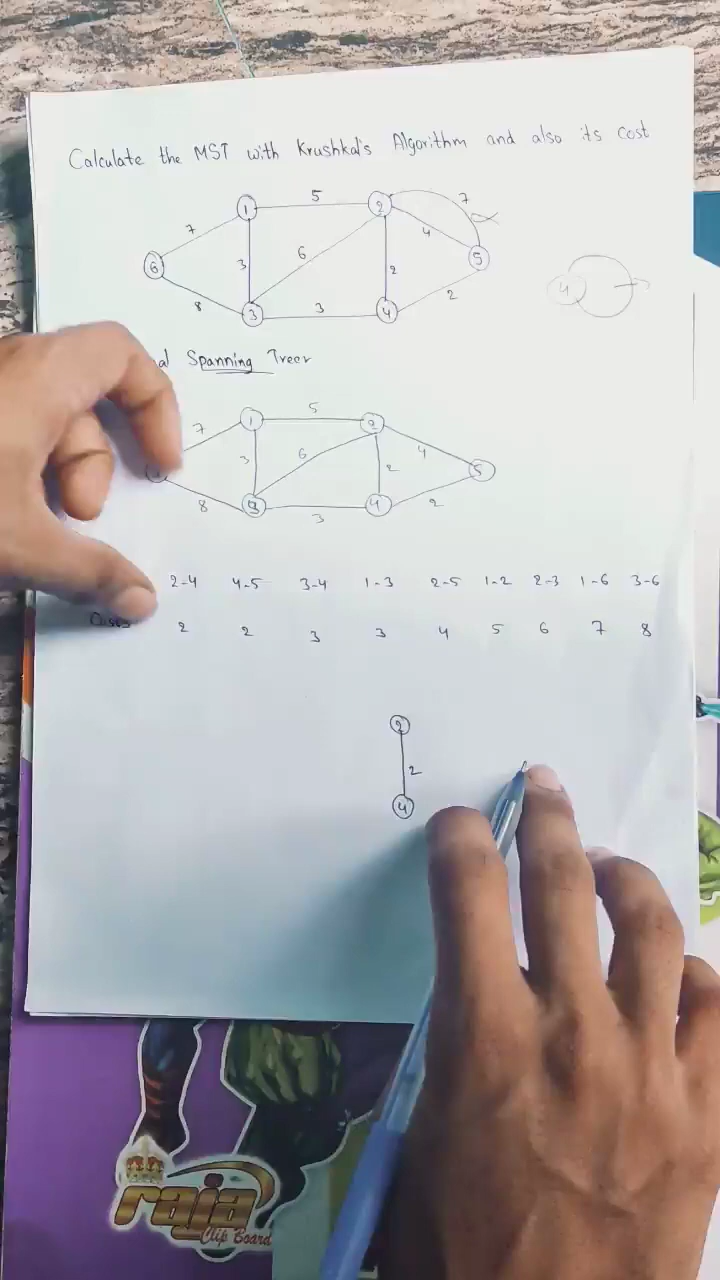 Calculate the MST with Krushkal's Algorithm and also its cost
7
1 5 2
7 4
6 3 6 2 5
4
8 3 3 4 2
Spanning Treer
1 5 2
7 3 6 2 4 5
8 3 3 4 2
2-4 4-5 3-4 1-3 2-5 1-2 2-3 1-6 3-6
2 2 3 3 4 5 6 7 8
2
2
4
raja
Clip Board